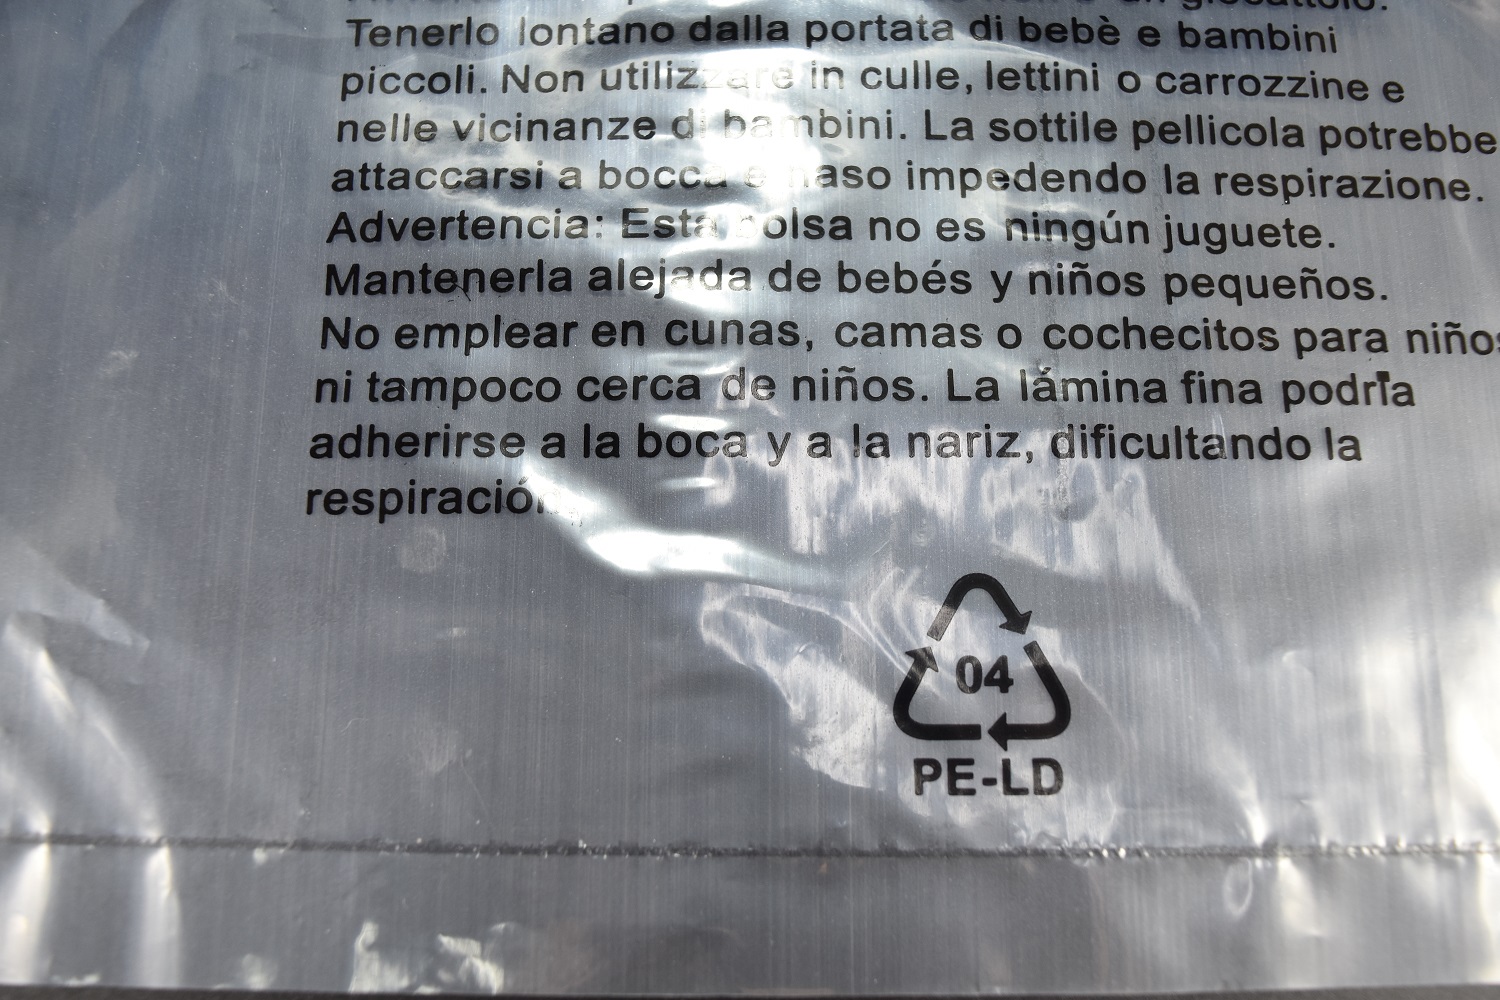 un giocattolo.
Tenerlo lontano dalla portata di bebè e bambini
piccoli. Non utilizzare in culle, lettini o carrozzine e
nelle vicinanze di bambini. La sottile pellicola potrebbe
attaccarsi a bocca e naso impedendo la respirazione.
Advertencia: Esta bolsa no es ningún juguete.
Mantenerla alejada de bebés y niños pequeños.
No emplear en cunas, camas o cochecitos para niños
ni tampoco cerca de niños. La lámina fina podría
adherirse a la boca y a la nariz, dificultando la
respiración.
04
PE-LD